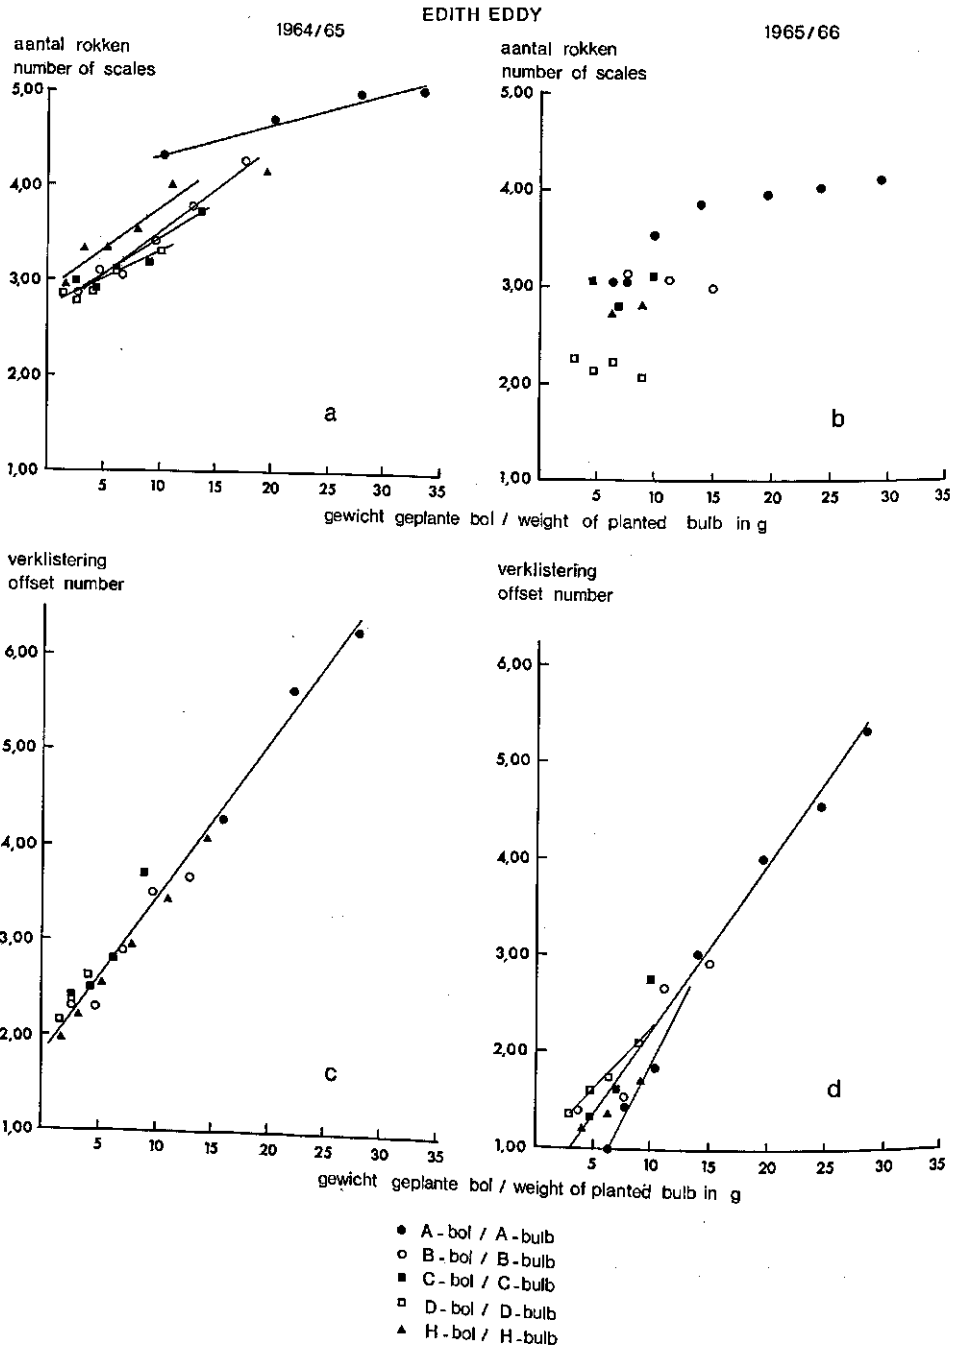 EDITH EDDY
1964/65
1965/66
aantal rokken
number of scales
5,00
4,00
3,00
2,00
1,00
a
5 10 15 20 25 30 35
aantal rokken
number of scales
5,00
4,00
3,00
2,00
1,00
b
5 10 15 20 25 30 35
gewicht geplante bol / weight of planted bulb in g
verklistering
offset number
6,00
5,00
4,00
3,00
2,00
1,00
c
5 10 15 20 25 30 35
verklistering
offset number
6,00
5,00
4,00
3,00
2,00
1,00
d
5 10 15 20 25 30 35
gewicht geplante bol / weight of planted bulb in g
A-bol / A-bulb
B-bol / B-bulb
C-bol / C-bulb
D-bol / D-bulb
H-bol / H-bulb